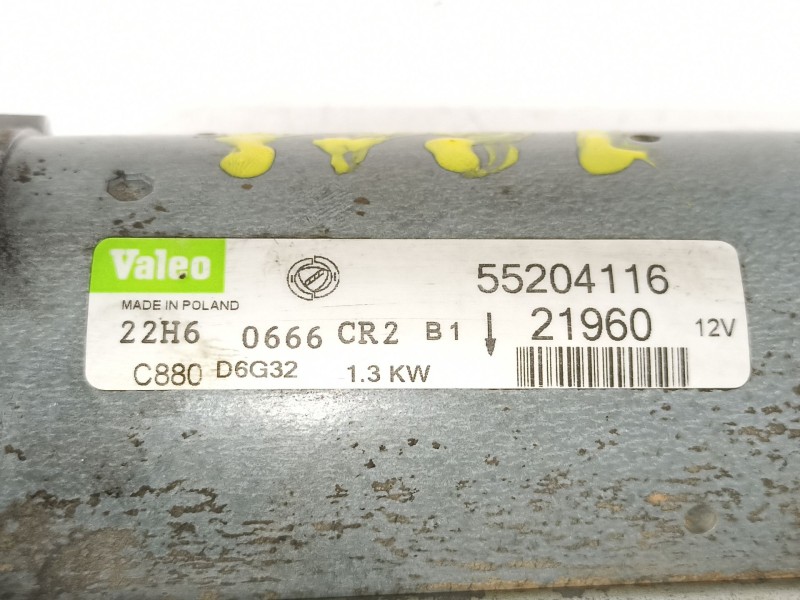 Valeo
55204116
MADE IN POLAND
21960 12V
22H6 0666 CR2 B1
C880 D6G32 1.3 KW